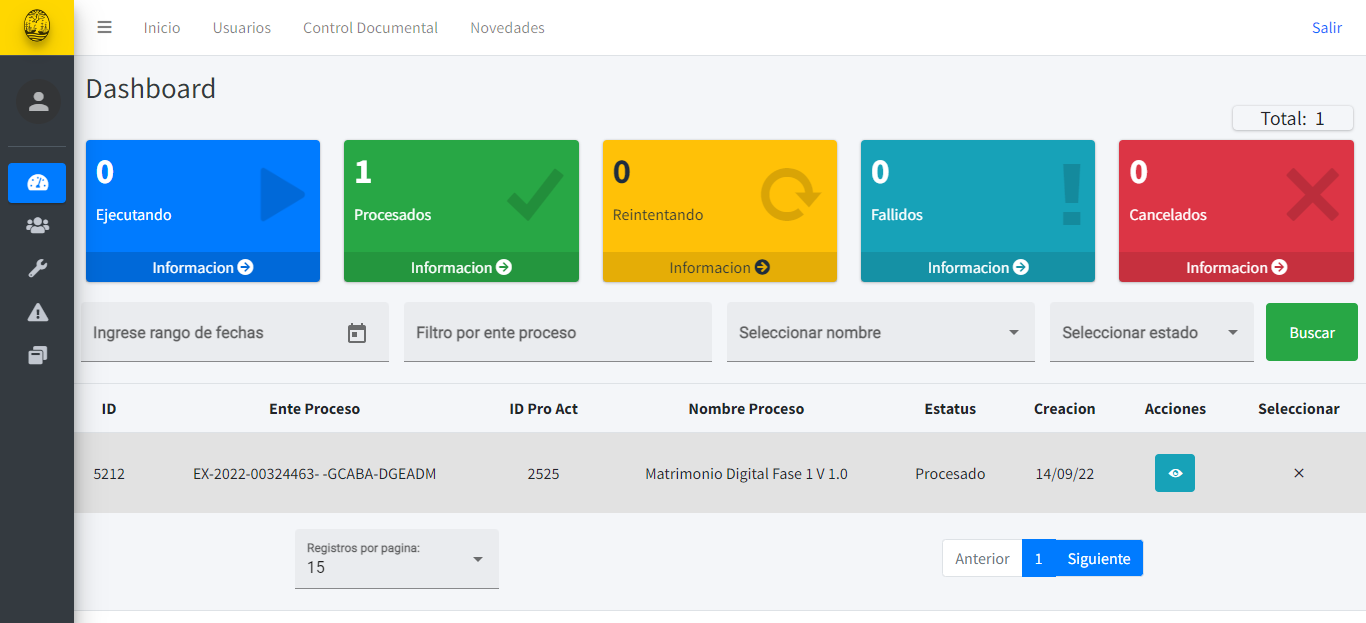 Inicio Usuarios Control Documental Novedades Salir
Dashboard
Total: 1
0 1 0 0 0
Ejecutando Procesados Reintentando Fallidos Cancelados
Informacion Informacion Informacion Informacion Informacion
Ingrese rango de fechas Filtro por ente proceso Seleccionar nombre Seleccionar estado Buscar
ID Ente Proceso ID Pro Act Nombre Proceso Estatus Creacion Acciones Seleccionar
5212 EX-2022-00324463- -GCABA-DGEADM 2525 Matrimonio Digital Fase 1 V 1.0 Procesado 14/09/22
Registros por pagina:
15
Anterior 1 Siguiente